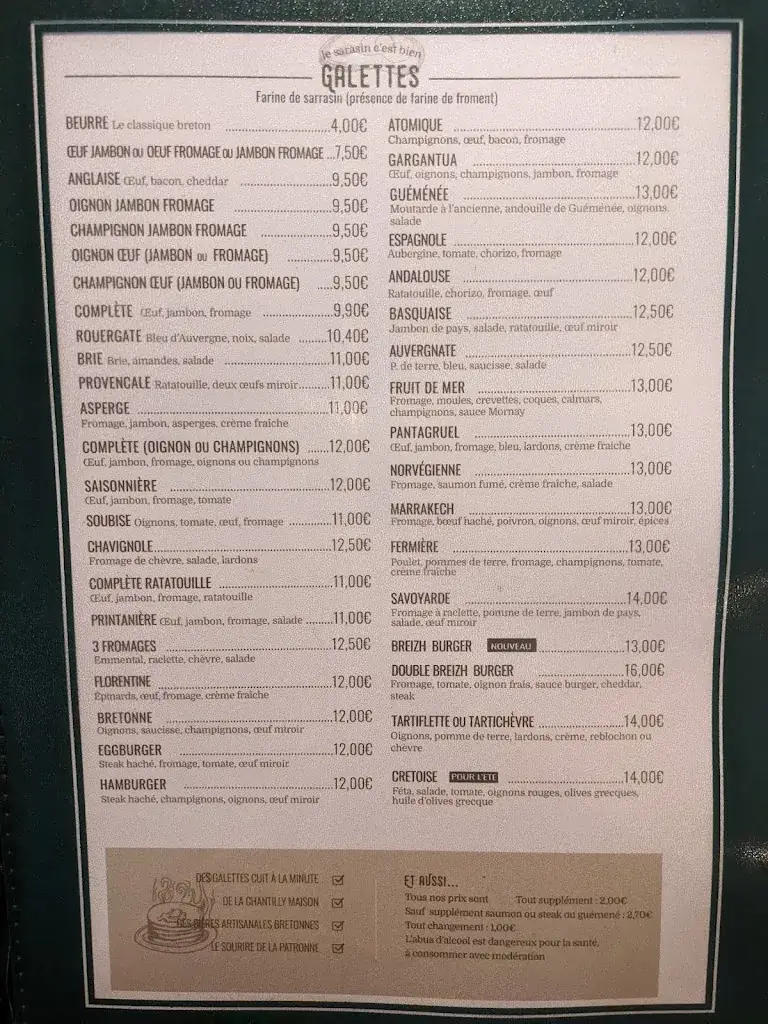 le sarasin c'est bien
GALETTES
Farine de sarrasin (présence de farine de froment)
BEURRE Le classique breton ..... 4,00€
ŒUF JAMBON OU OEUF FROMAGE OU JAMBON FROMAGE ...7,50€
ANGLAISE Œuf, bacon, cheddar ..... 9,50€
OIGNON JAMBON FROMAGE ..... 9,50€
CHAMPIGNON JAMBON FROMAGE ..... 9,50€
OIGNON ŒUF (JAMBON OU FROMAGE) ..... 9,50€
CHAMPIGNON ŒUF (JAMBON OU FROMAGE) ..... 9,50€
COMPLÈTE Œuf, jambon, fromage ..... 9,90€
ROUERGATE Bleu d'Auvergne, noix, salade ..... 10,40€
BRIE Brie, amandes, salade ..... 11,00€
PROVENCALE Ratatouille, deux œufs miroir ..... 11,00€
ASPERGE ..... 11,00€
Fromage, jambon, asperges, crème fraîche
COMPLÈTE (OIGNON OU CHAMPIGNONS) ..... 12,00€
Œuf, jambon, fromage, oignons ou champignons
SAISONNIÈRE ..... 12,00€
Œuf, jambon, fromage, tomate
SOUBISE Oignons, tomate, œuf, fromage ..... 11,00€
CHAVIGNOLE ..... 12,50€
Fromage de chèvre, salade, lardons
COMPLÈTE RATATOUILLE ..... 11,00€
Œuf, jambon, fromage, ratatouille
PRINTANIÈRE Œuf, jambon, fromage, salade ..... 11,00€
3 FROMAGES ..... 12,50€
Emmental, raclette, chèvre, salade
FLORENTINE ..... 12,00€
Épinards, œuf, fromage, crème fraîche
BRETONNE ..... 12,00€
Oignons, saucisse, champignons, œuf miroir
EGGBURGER ..... 12,00€
Steak haché, fromage, tomate, œuf miroir
HAMBURGER ..... 12,00€
Steak haché, champignons, oignons, œuf miroir
ATOMIQUE ..... 12,00€
Champignons, œuf, bacon, fromage
GARGANTUA ..... 12,00€
Œuf, oignons, champignons, jambon, fromage
GUÉMÉNÉE ..... 13,00€
Moutarde à l'ancienne, andouille de Guéménée, oignons,
salade
ESPAGNOLE ..... 12,00€
Aubergine, tomate, chorizo, fromage
ANDALOUSE ..... 12,00€
Ratatouille, chorizo, fromage, œuf
BASQUAISE ..... 12,50€
Jambon de pays, salade, ratatouille, œuf miroir
AUVERGNATE ..... 12,50€
P. de terre, bleu, saucisse, salade
FRUIT DE MER ..... 13,00€
Fromage, moules, crevettes, coques, calmars,
champignons, sauce Mornay
PANTAGRUEL ..... 13,00€
Œuf, jambon, fromage, bleu, lardons, crème fraîche
NORVÉGIENNE ..... 13,00€
Fromage, saumon fumé, crème fraîche, salade
MARRAKECH ..... 13,00€
Fromage, bœuf haché, poivron, oignons, œuf miroir, épices
FERMIÈRE ..... 13,00€
Poulet, pommes de terre, fromage, champignons, tomate,
crème fraîche
SAVOYARDE ..... 14,00€
Fromage à raclette, pomme de terre, jambon de pays,
salade, œuf miroir
BREIZH BURGER NOUVEAU ..... 13,00€
DOUBLE BREIZH BURGER ..... 16,00€
Fromage, tomate, oignon frais, sauce burger, cheddar,
steak
TARTIFLETTE OU TARTICHÈVRE ..... 14,00€
Oignons, pomme de terre, lardons, crème, reblochon ou
chèvre
CRETOISE POUR L'ETE ..... 14,00€
Féta, salade, tomate, oignons rouges, olives grecques,
huile d'olives grecque
DES GALETTES CUIT À LA MINUTE
DE LA CHANTILLY MAISON
DES BIÈRES ARTISANALES BRETONNES
LE SOURIRE DE LA PATRONNE
ET AUSSI...
Tous nos prix sont Tout supplément : 2,00€
Sauf supplément saumon ou steak ou guémené : 2,70€
Tout changement : 1,00€
L'abus d'alcool est dangereux pour la santé,
à consommer avec modération